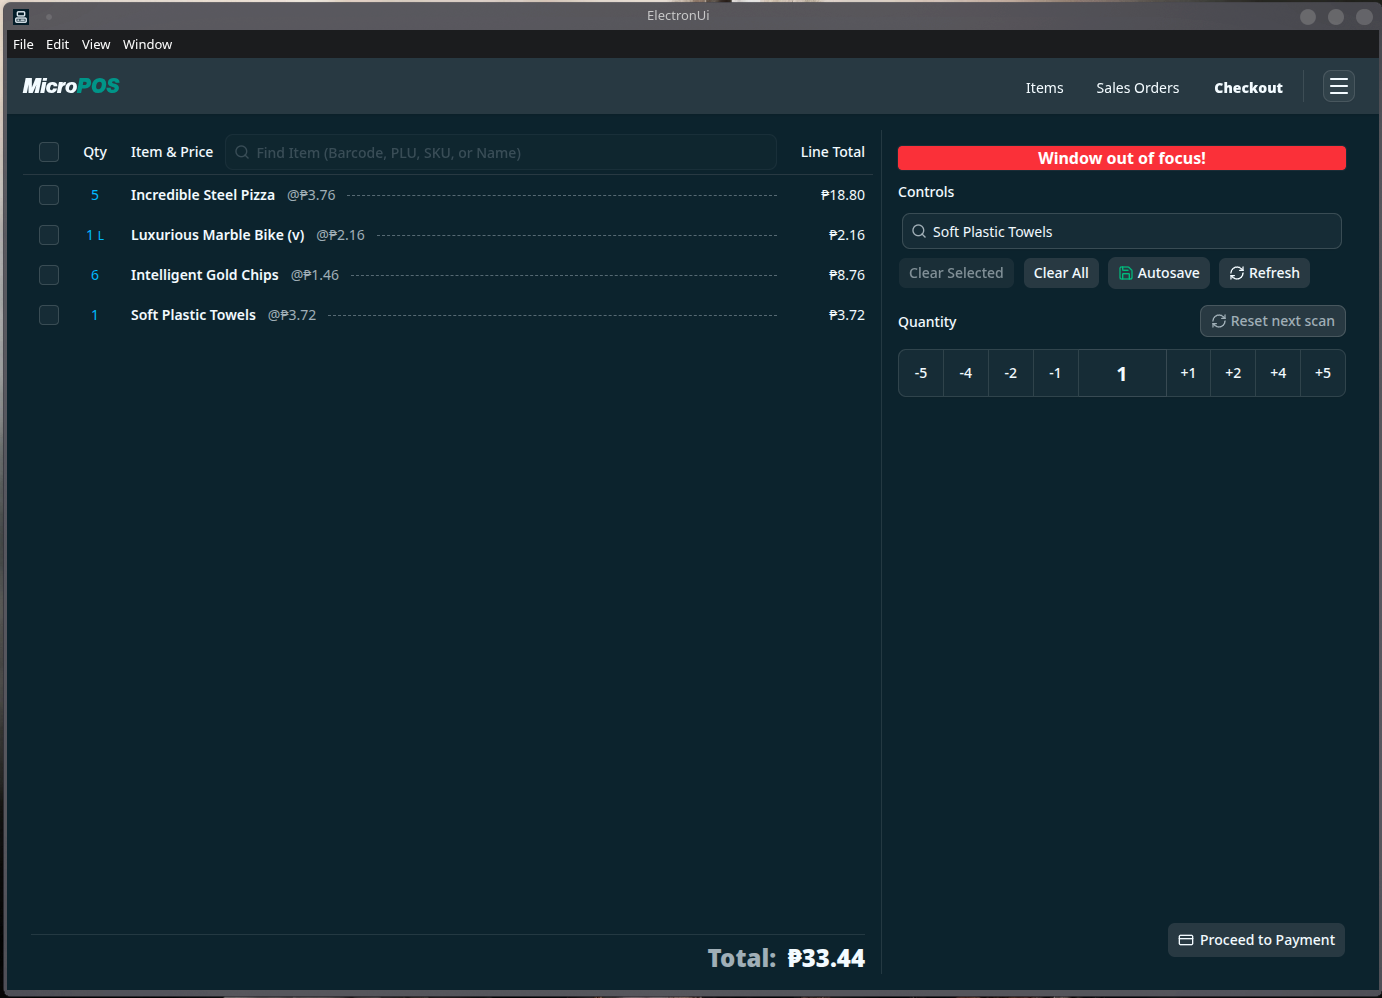 ElectronUi
File Edit View Window
MicroPOS
Items Sales Orders Checkout
Qty Item & Price Find Item (Barcode, PLU, SKU, or Name) Line Total
5 Incredible Steel Pizza @₱3.76 ₱18.80
1 L Luxurious Marble Bike (v) @₱2.16 ₱2.16
6 Intelligent Gold Chips @₱1.46 ₱8.76
1 Soft Plastic Towels @₱3.72 ₱3.72
Total: ₱33.44
Window out of focus!
Controls
Soft Plastic Towels
Clear Selected Clear All Autosave Refresh
Quantity Reset next scan
-5 -4 -2 -1 1 +1 +2 +4 +5
Proceed to Payment